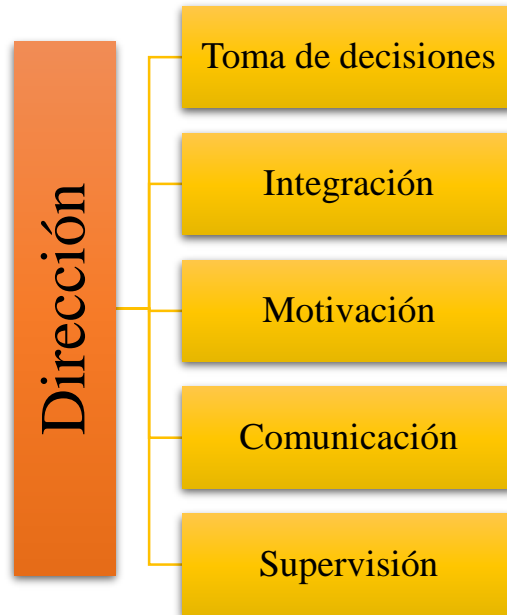 Dirección
Toma de decisiones
Integración
Motivación
Comunicación
Supervisión